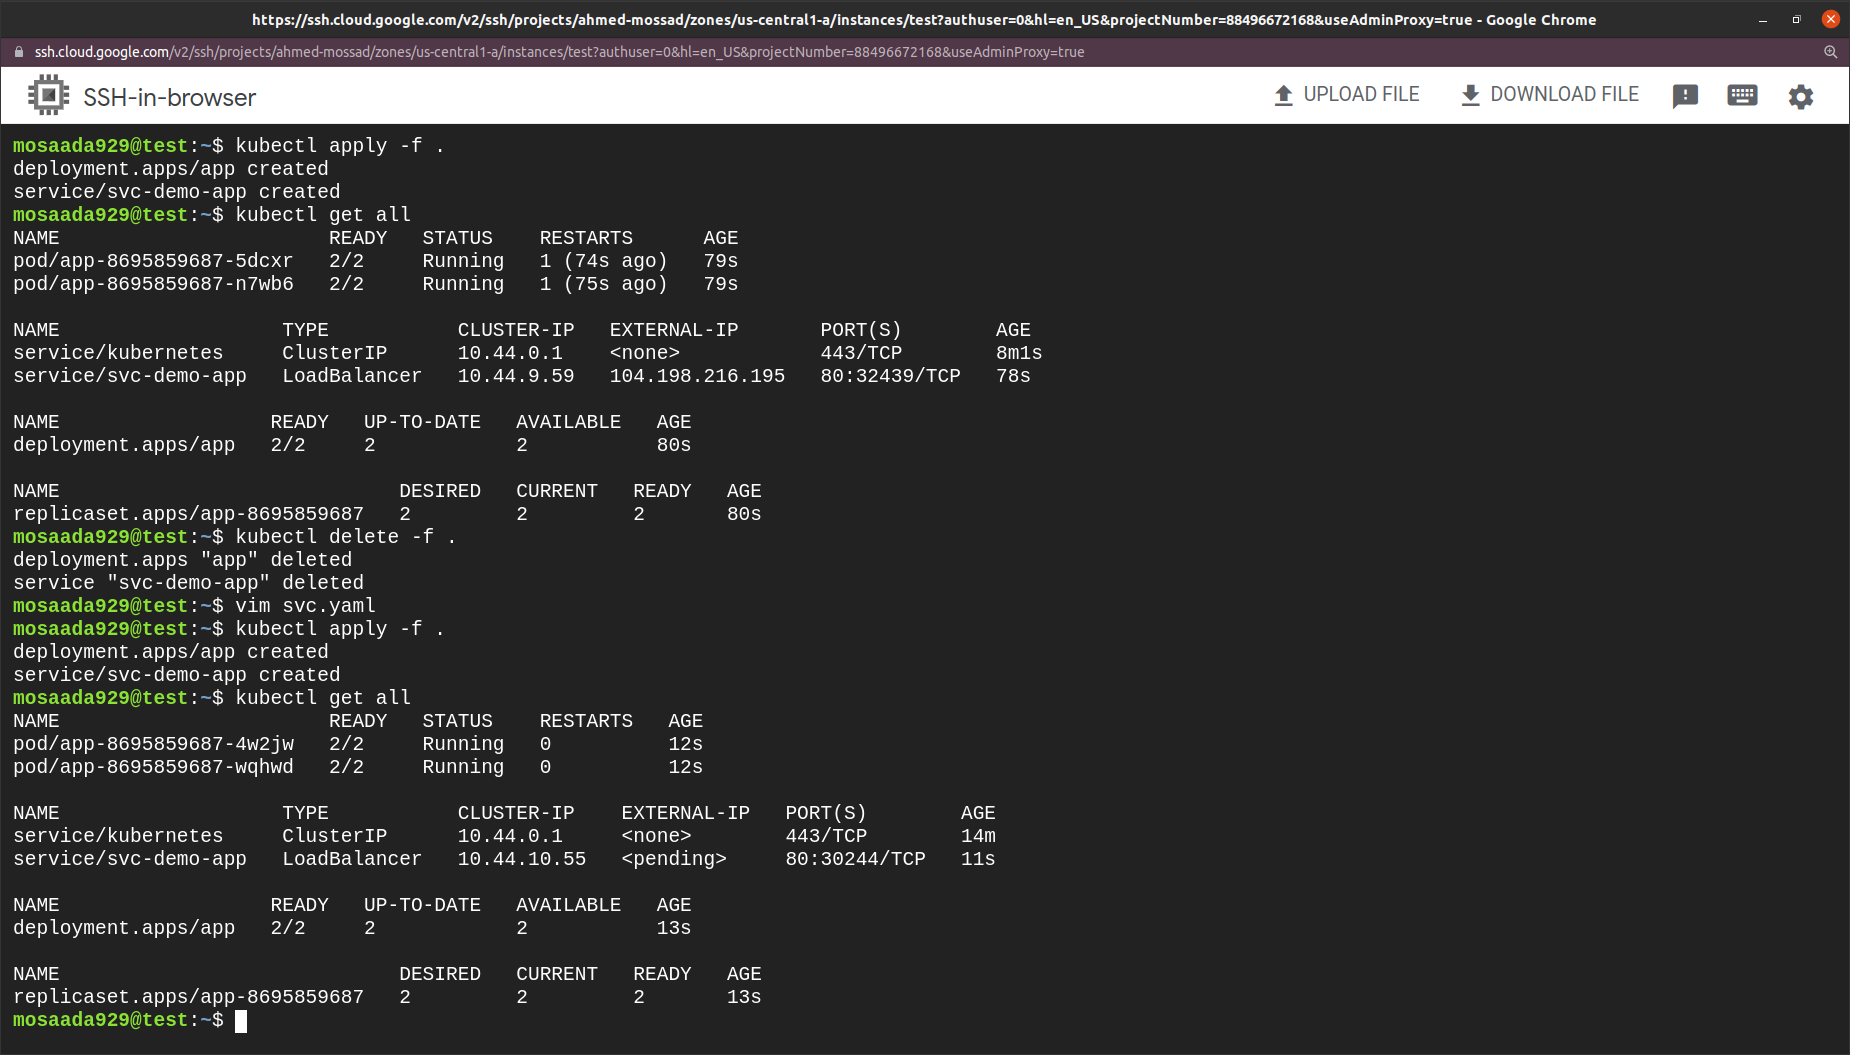 https://ssh.cloud.google.com/v2/ssh/projects/ahmed-mossad/zones/us-central1-a/instances/test?authuser=0&hl=en_US&projectNumber=88496672168&useAdminProxy=true - Google Chrome
ssh.cloud.google.com/v2/ssh/projects/ahmed-mossad/zones/us-central1-a/instances/test?authuser=0&hl=en_US&projectNumber=88496672168&useAdminProxy=true
SSH-in-browser UPLOAD FILE DOWNLOAD FILE
mosaada929@test:~$ kubectl apply -f .
deployment.apps/app created
service/svc-demo-app created
mosaada929@test:~$ kubectl get all
NAME                       READY   STATUS    RESTARTS      AGE
pod/app-8695859687-5dcxr   2/2     Running   1 (74s ago)   79s
pod/app-8695859687-n7wb6   2/2     Running   1 (75s ago)   79s
NAME                   TYPE           CLUSTER-IP   EXTERNAL-IP       PORT(S)        AGE
service/kubernetes     ClusterIP      10.44.0.1    <none>            443/TCP        8m1s
service/svc-demo-app   LoadBalancer   10.44.9.59   104.198.216.195   80:32439/TCP   78s
NAME                  READY   UP-TO-DATE   AVAILABLE   AGE
deployment.apps/app   2/2     2            2           80s
NAME                             DESIRED   CURRENT   READY   AGE
replicaset.apps/app-8695859687   2         2         2       80s
mosaada929@test:~$ kubectl delete -f .
deployment.apps "app" deleted
service "svc-demo-app" deleted
mosaada929@test:~$ vim svc.yaml
mosaada929@test:~$ kubectl apply -f .
deployment.apps/app created
service/svc-demo-app created
mosaada929@test:~$ kubectl get all
NAME                       READY   STATUS    RESTARTS   AGE
pod/app-8695859687-4w2jw   2/2     Running   0          12s
pod/app-8695859687-wqhwd   2/2     Running   0          12s
NAME                   TYPE           CLUSTER-IP    EXTERNAL-IP   PORT(S)        AGE
service/kubernetes     ClusterIP      10.44.0.1     <none>        443/TCP        14m
service/svc-demo-app   LoadBalancer   10.44.10.55   <pending>     80:30244/TCP   11s
NAME                  READY   UP-TO-DATE   AVAILABLE   AGE
deployment.apps/app   2/2     2            2           13s
NAME                             DESIRED   CURRENT   READY   AGE
replicaset.apps/app-8695859687   2         2         2       13s
mosaada929@test:~$